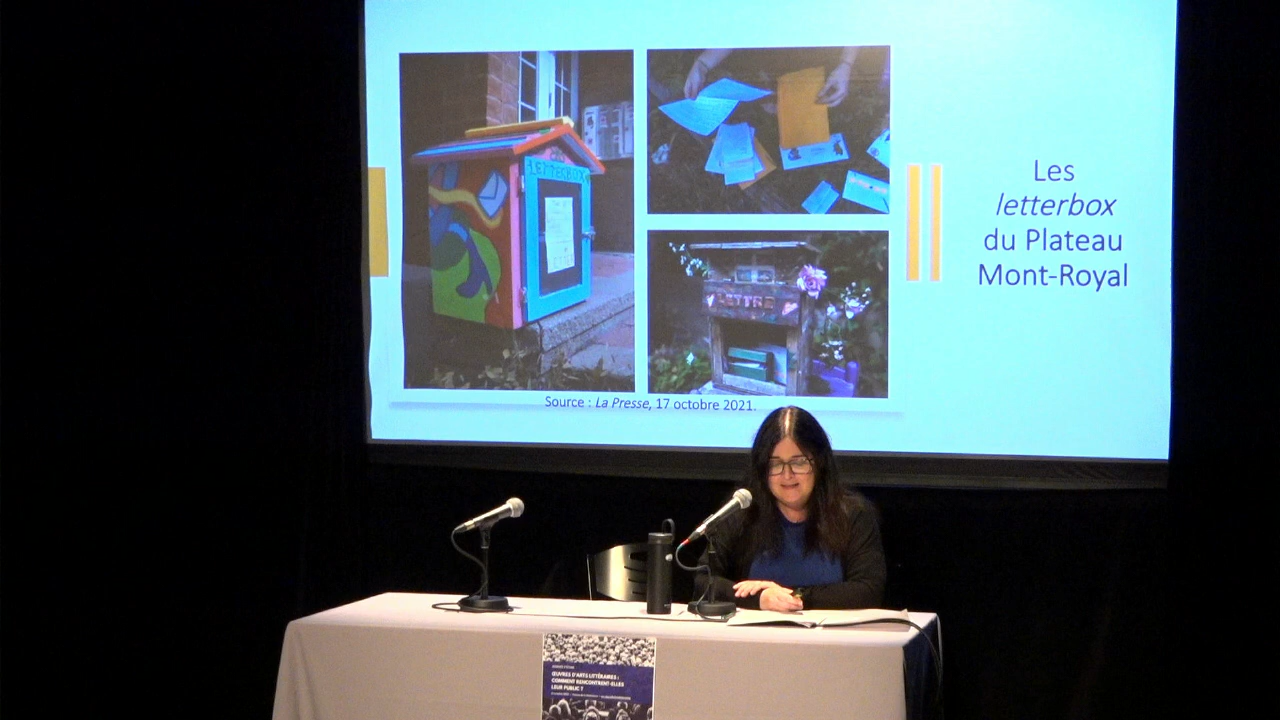 LETTERBOX
LETTRE
Les
letterbox
du Plateau
Mont-Royal
Source : La Presse, 17 octobre 2021.
ŒUVRES D'ARTS LITTÉRAIRES :
COMMENT RENCONTRENT-ELLES
LEUR PUBLIC ?